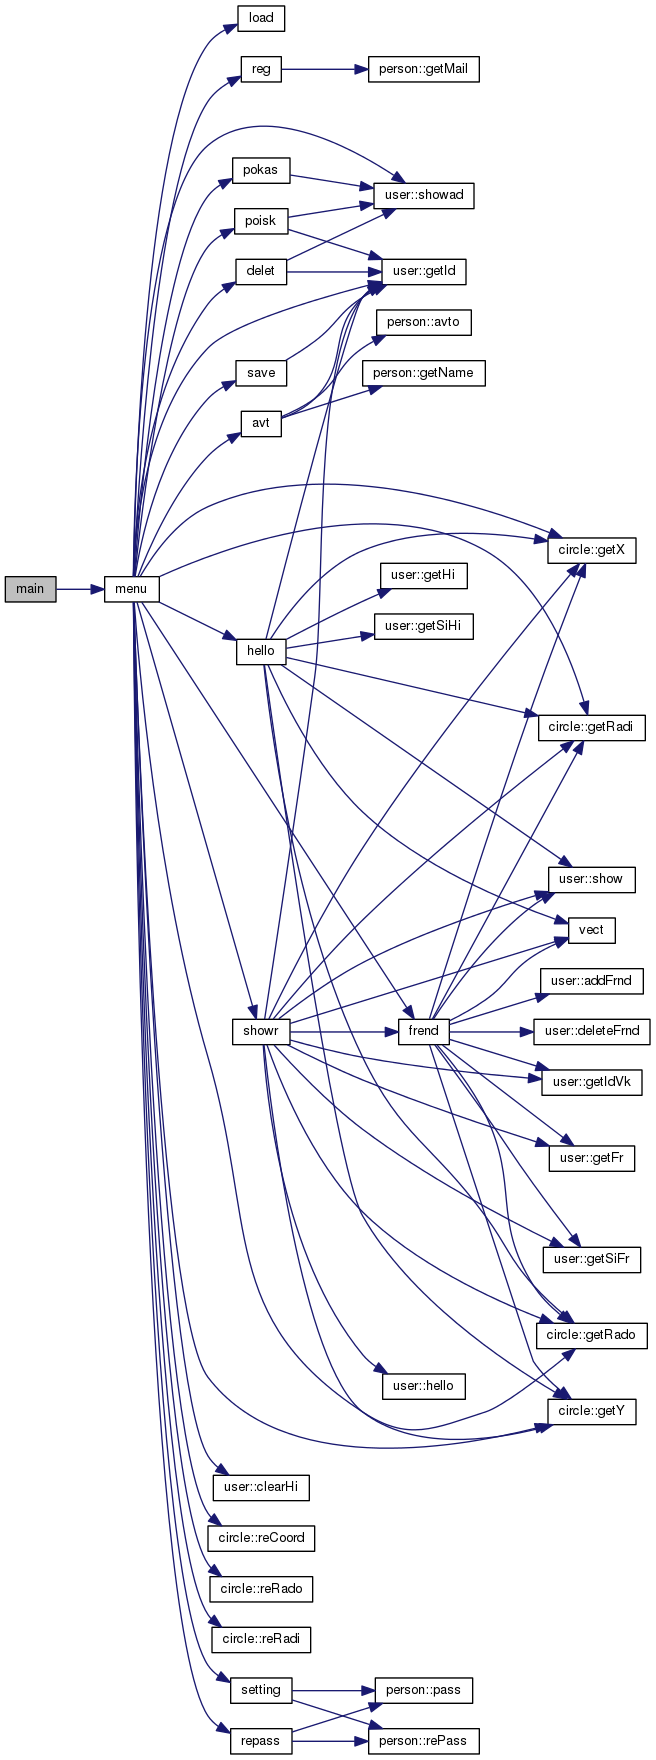 load
reg
person::getMail
pokas
user::showad
poisk
delet
user::getId
person::avto
save
person::getName
avt
circle::getX
user::getHi
main
menu
user::getSiHi
hello
circle::getRadi
user::show
vect
user::addFrnd
showr
frend
user::deleteFrnd
user::getIdVk
user::getFr
user::getSiFr
circle::getRado
user::hello
circle::getY
user::clearHi
circle::reCoord
circle::reRado
circle::reRadi
setting
person::pass
repass
person::rePass